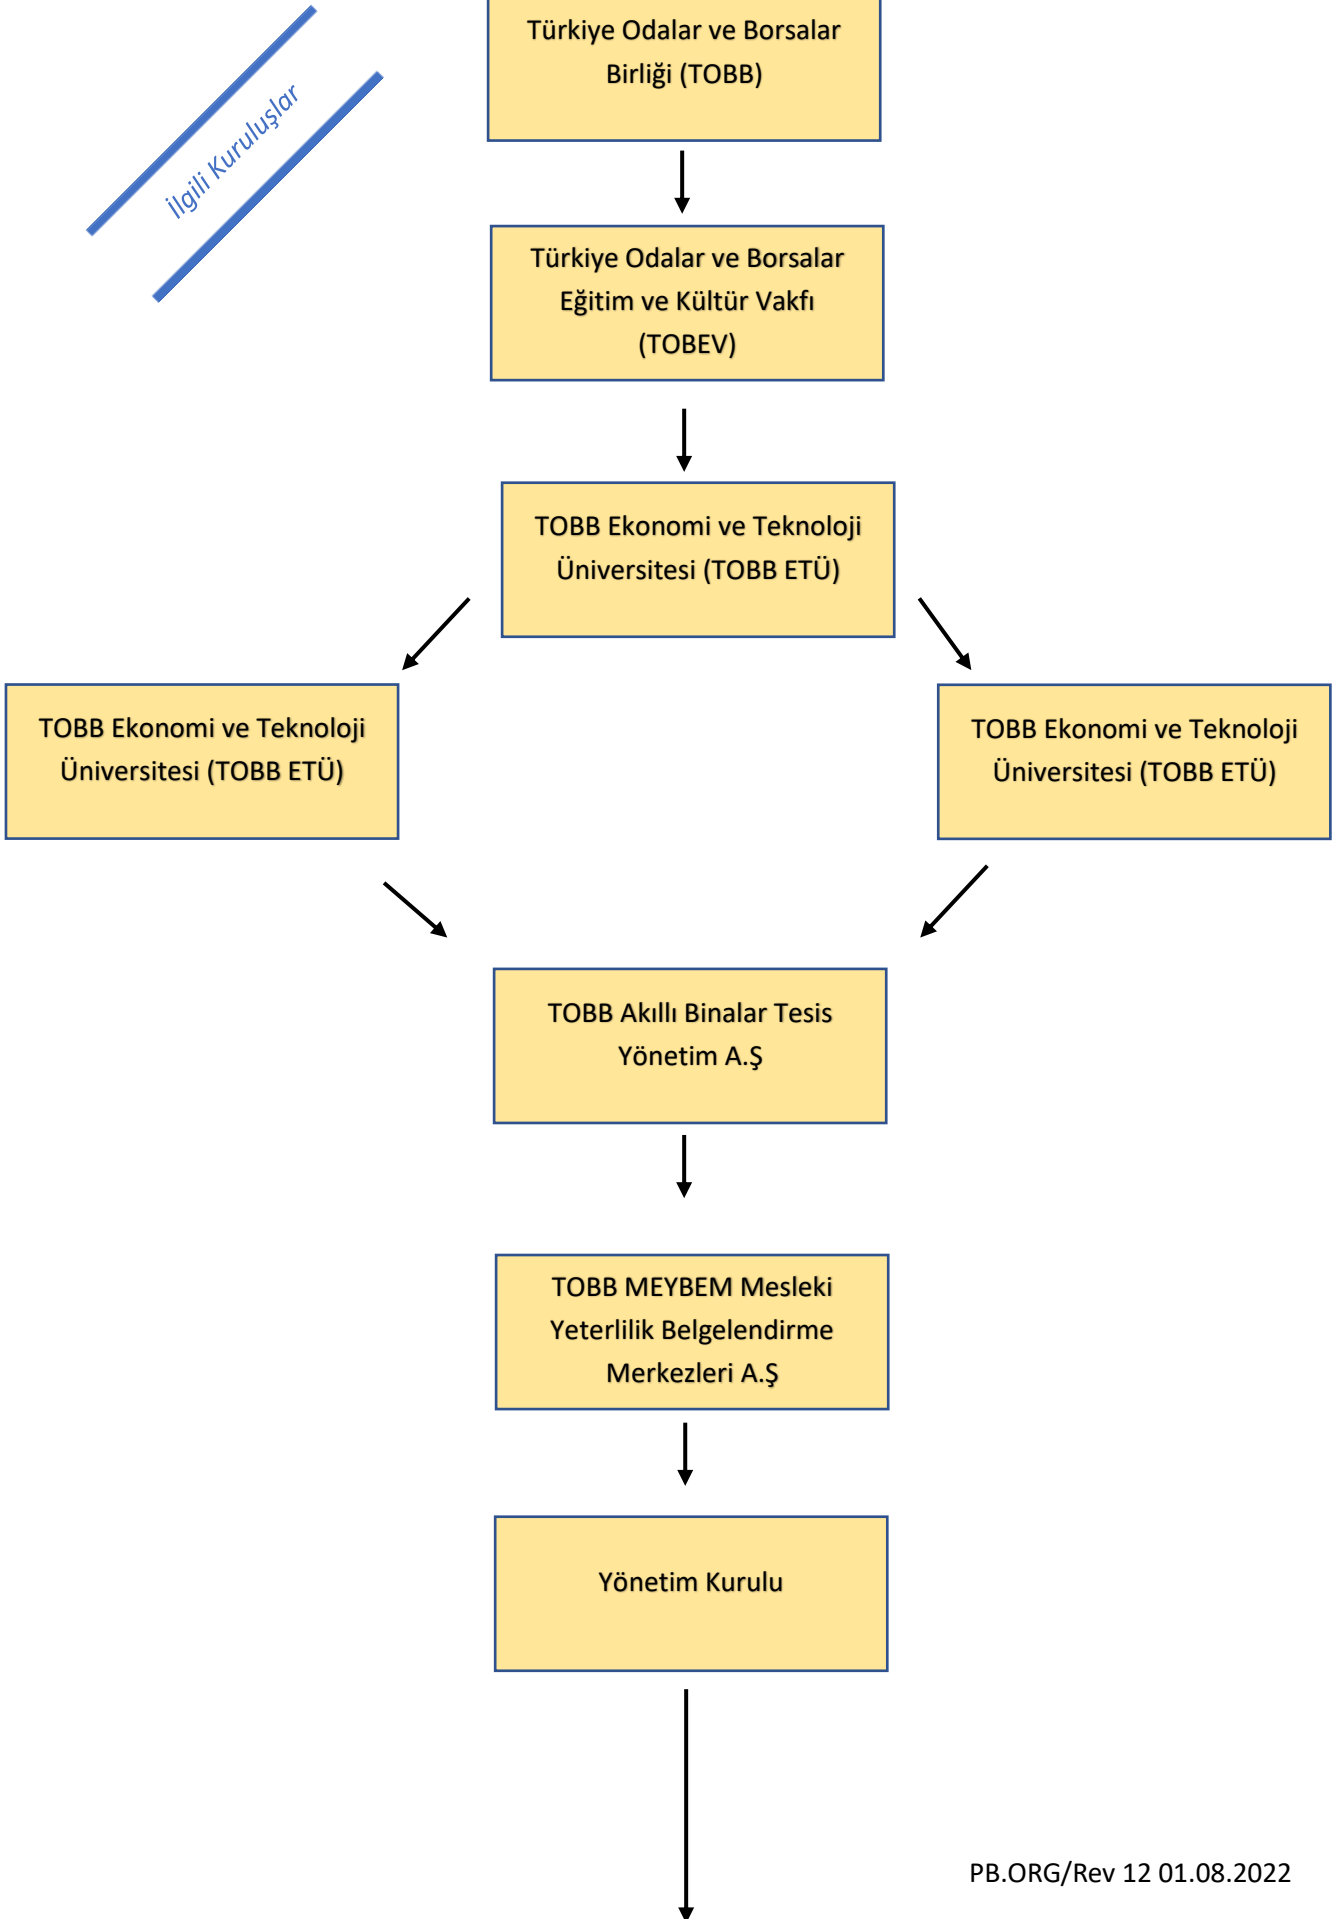 Türkiye Odalar ve Borsalar
Birliği (TOBB)
İlgili Kuruluşlar
Türkiye Odalar ve Borsalar
Eğitim ve Kültür Vakfı
(TOBEV)
TOBB Ekonomi ve Teknoloji
Üniversitesi (TOBB ETÜ)
TOBB Ekonomi ve Teknoloji
Üniversitesi (TOBB ETÜ)
TOBB Ekonomi ve Teknoloji
Üniversitesi (TOBB ETÜ)
TOBB Akıllı Binalar Tesis
Yönetim A.Ş
TOBB MEYBEM Mesleki
Yeterlilik Belgelendirme
Merkezleri A.Ş
Yönetim Kurulu
PB.ORG/Rev 12 01.08.2022